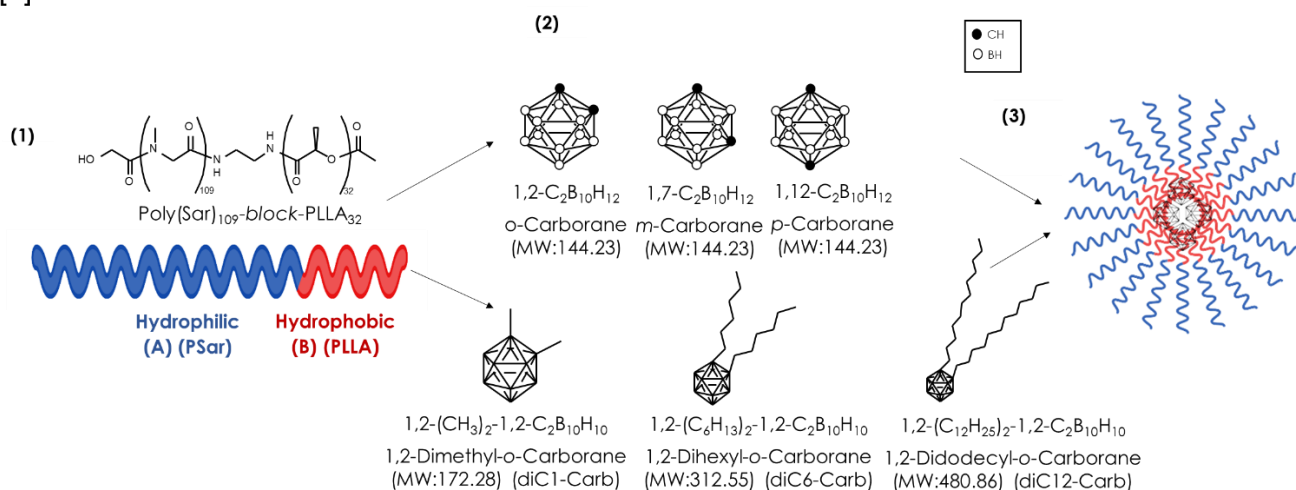 (2)
● CH
○ BH
(1)
(3)
HO
O
N
O
109
H
N
N
H
O
O
32
O
Poly(Sar)₁₀₉-block-PLLA₃₂
1,2-C₂B₁₀H₁₂
o-Carborane
(MW:144.23)
1,7-C₂B₁₀H₁₂
m-Carborane
(MW:144.23)
1,12-C₂B₁₀H₁₂
p-Carborane
(MW:144.23)
Hydrophilic
(A) (PSar)
Hydrophobic
(B) (PLLA)
1,2-(CH₃)₂-1,2-C₂B₁₀H₁₀
1,2-Dimethyl-o-Carborane
(MW:172.28) (diC1-Carb)
1,2-(C₆H₁₃)₂-1,2-C₂B₁₀H₁₀
1,2-Dihexyl-o-Carborane
(MW:312.55) (diC6-Carb)
1,2-(C₁₂H₂₅)₂-1,2-C₂B₁₀H₁₀
1,2-Didodecyl-o-Carborane
(MW:480.86) (diC12-Carb)